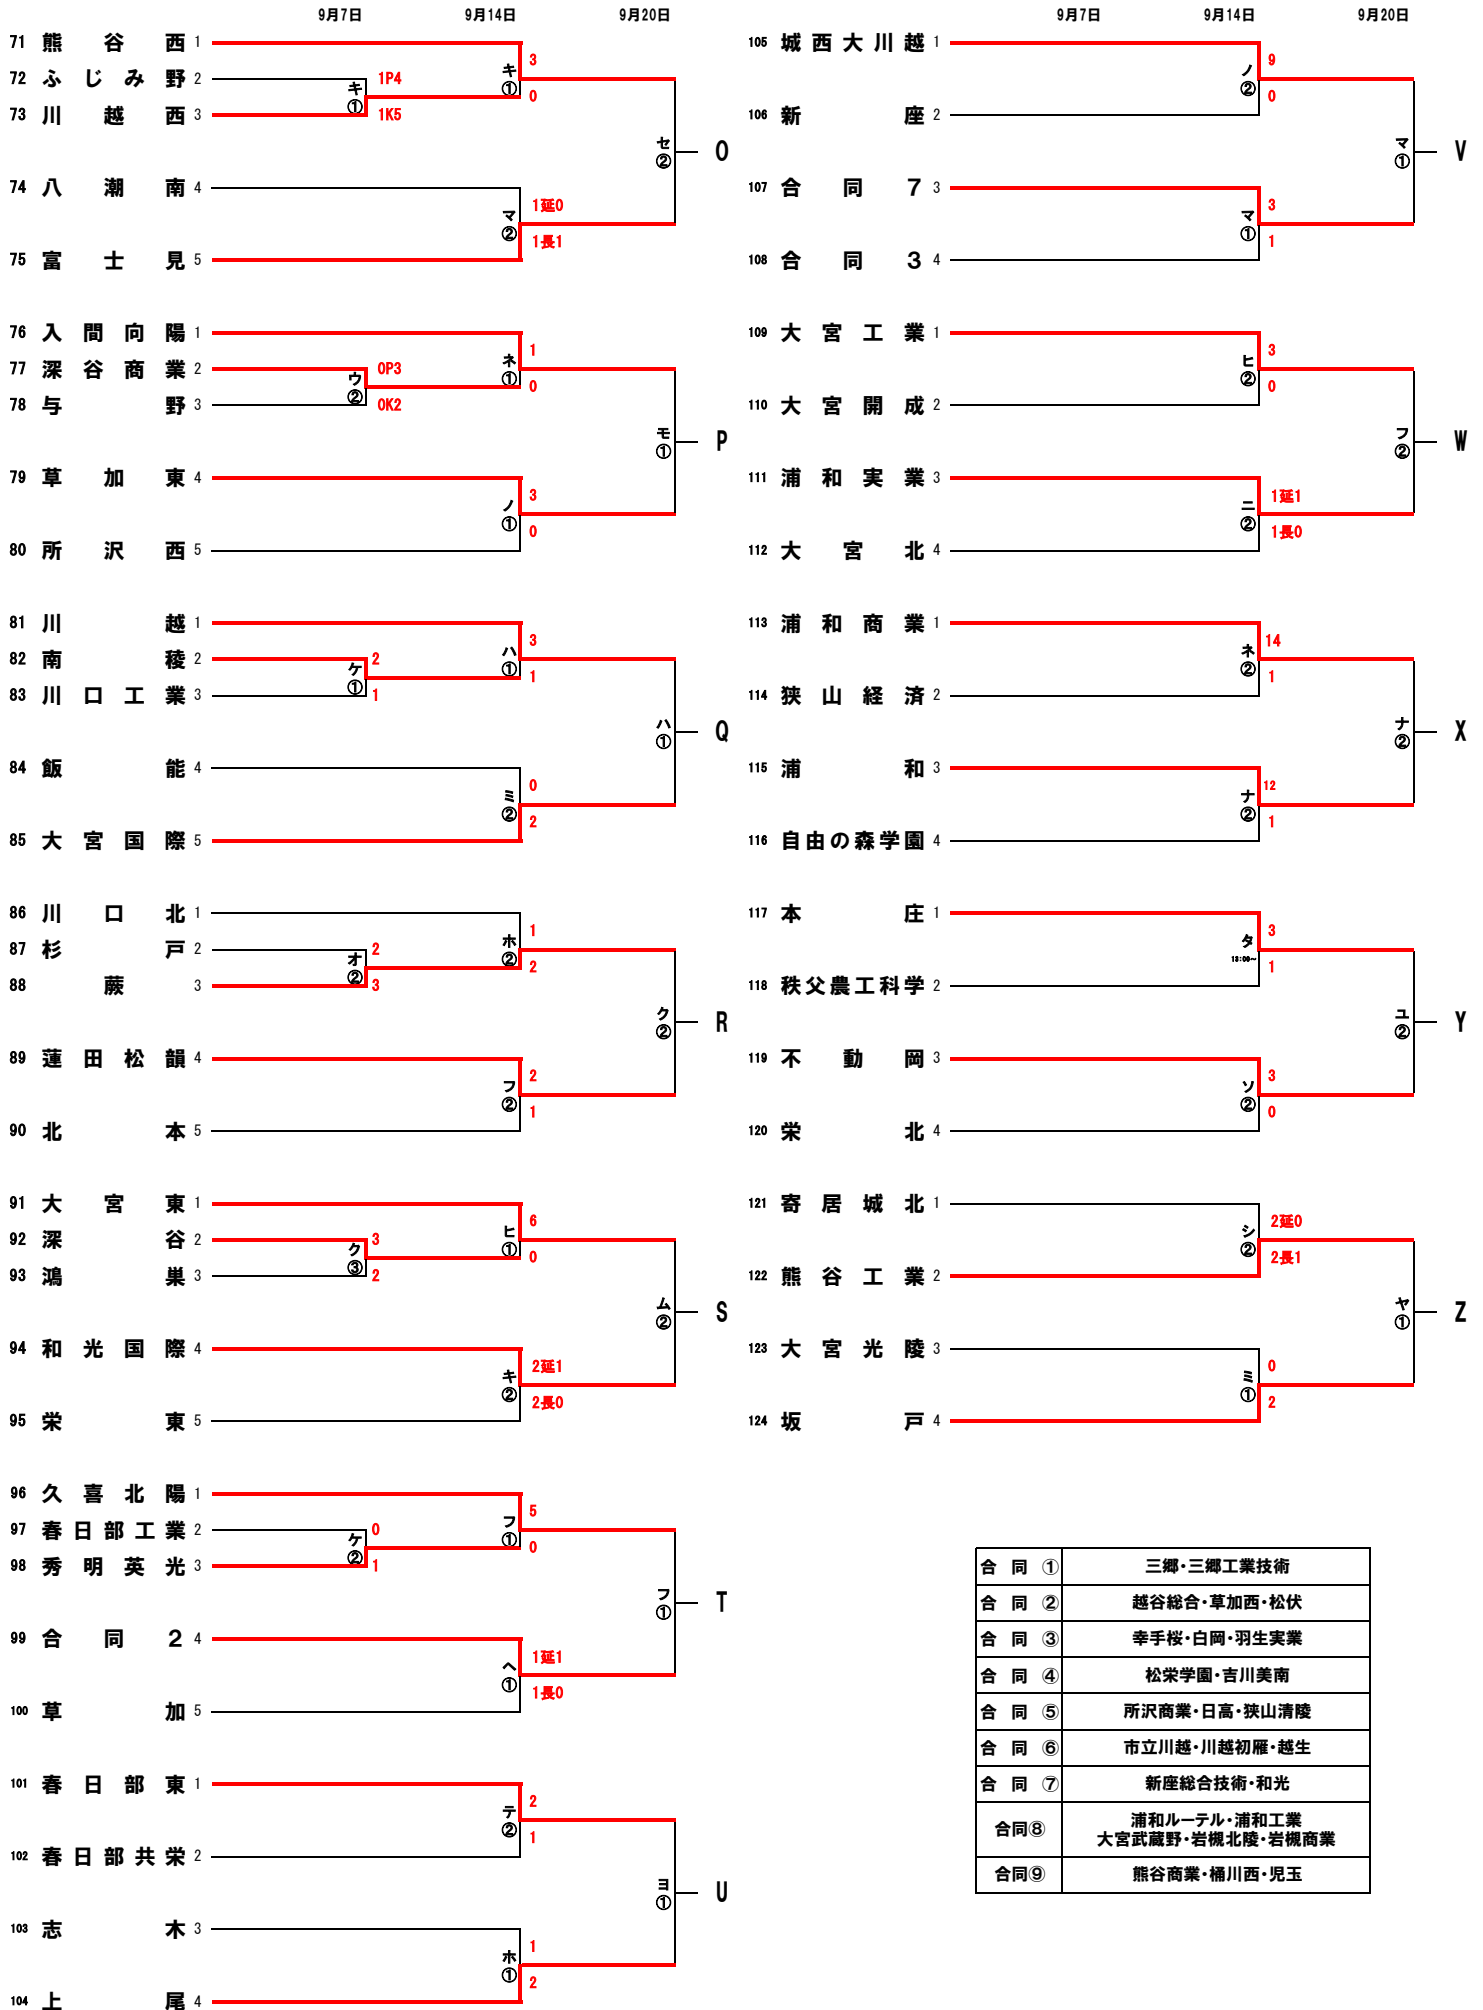 9月7日 9月14日 9月20日
71 熊谷西 1
3
72 ふじみ野 2
1P4
キ①
キ①
0
73 川越西 3
1K5
セ② O
74 八潮南 4
1延0
マ②
1長1
75 富士見 5
76 入間向陽 1
1
77 深谷商業 2
0P3
ネ①
ウ②
0
78 与野 3
0K2
モ① P
79 草加東 4
3
ノ①
0
80 所沢西 5
81 川越 1
3
82 南稜 2
2
ハ①
ケ①
1
83 川口工業 3
1
ハ① Q
84 飯能 4
0
ミ②
2
85 大宮国際 5
86 川口北 1
1
87 杉戸 2
2
ホ②
オ②
2
88 蕨 3
3
ク② R
89 蓮田松韻 4
2
フ②
1
90 北本 5
91 大宮東 1
6
92 深谷 2
3
ヒ①
ク③
0
93 鴻巣 3
2
ム② S
94 和光国際 4
2延1
キ②
2長0
95 栄東 5
96 久喜北陽 1
5
97 春日部工業 2
0
フ①
ケ②
0
98 秀明英光 3
1
フ① T
99 合同2 4
1延1
ヘ①
1長0
100 草加 5
101 春日部東 1
2
テ②
1
102 春日部共栄 2
ヨ① U
103 志木 3
1
ホ①
2
104 上尾 4
9月7日 9月14日 9月20日
105 城西大川越 1
9
ノ②
0
106 新座 2
マ① V
107 合同7 3
3
マ①
1
108 合同3 4
109 大宮工業 1
3
ヒ②
0
110 大宮開成 2
フ② W
111 浦和実業 3
1延1
ニ②
1長0
112 大宮北 4
113 浦和商業 1
14
ネ②
1
114 狭山経済 2
ナ② X
115 浦和 3
12
ナ②
1
116 自由の森学園 4
117 本庄 1
3
タ
13:00~
1
118 秩父農工科学 2
ユ② Y
119 不動岡 3
3
ソ②
0
120 栄北 4
121 寄居城北 1
2延0
シ②
2長1
122 熊谷工業 2
ヤ① Z
123 大宮光陵 3
0
ミ①
2
124 坂戸 4
合同① 三郷・三郷工業技術
合同② 越谷総合・草加西・松伏
合同③ 幸手桜・白岡・羽生実業
合同④ 松栄学園・吉川美南
合同⑤ 所沢商業・日高・狭山清陵
合同⑥ 市立川越・川越初雁・越生
合同⑦ 新座総合技術・和光
合同⑧ 浦和ルーテル・浦和工業
大宮武蔵野・岩槻北陵・岩槻商業
合同⑨ 熊谷商業・桶川西・児玉